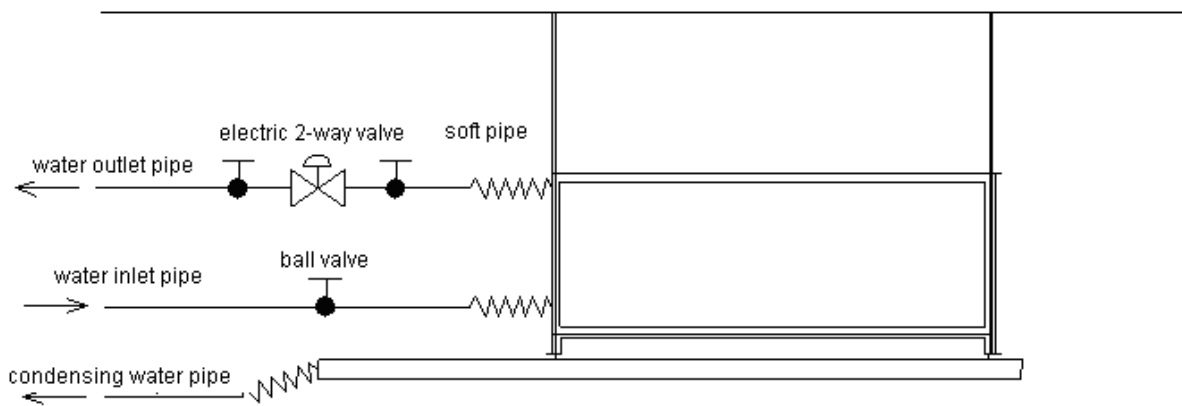 electric 2-way valve
soft pipe
water outlet pipe
ball valve
water inlet pipe
condensing water pipe